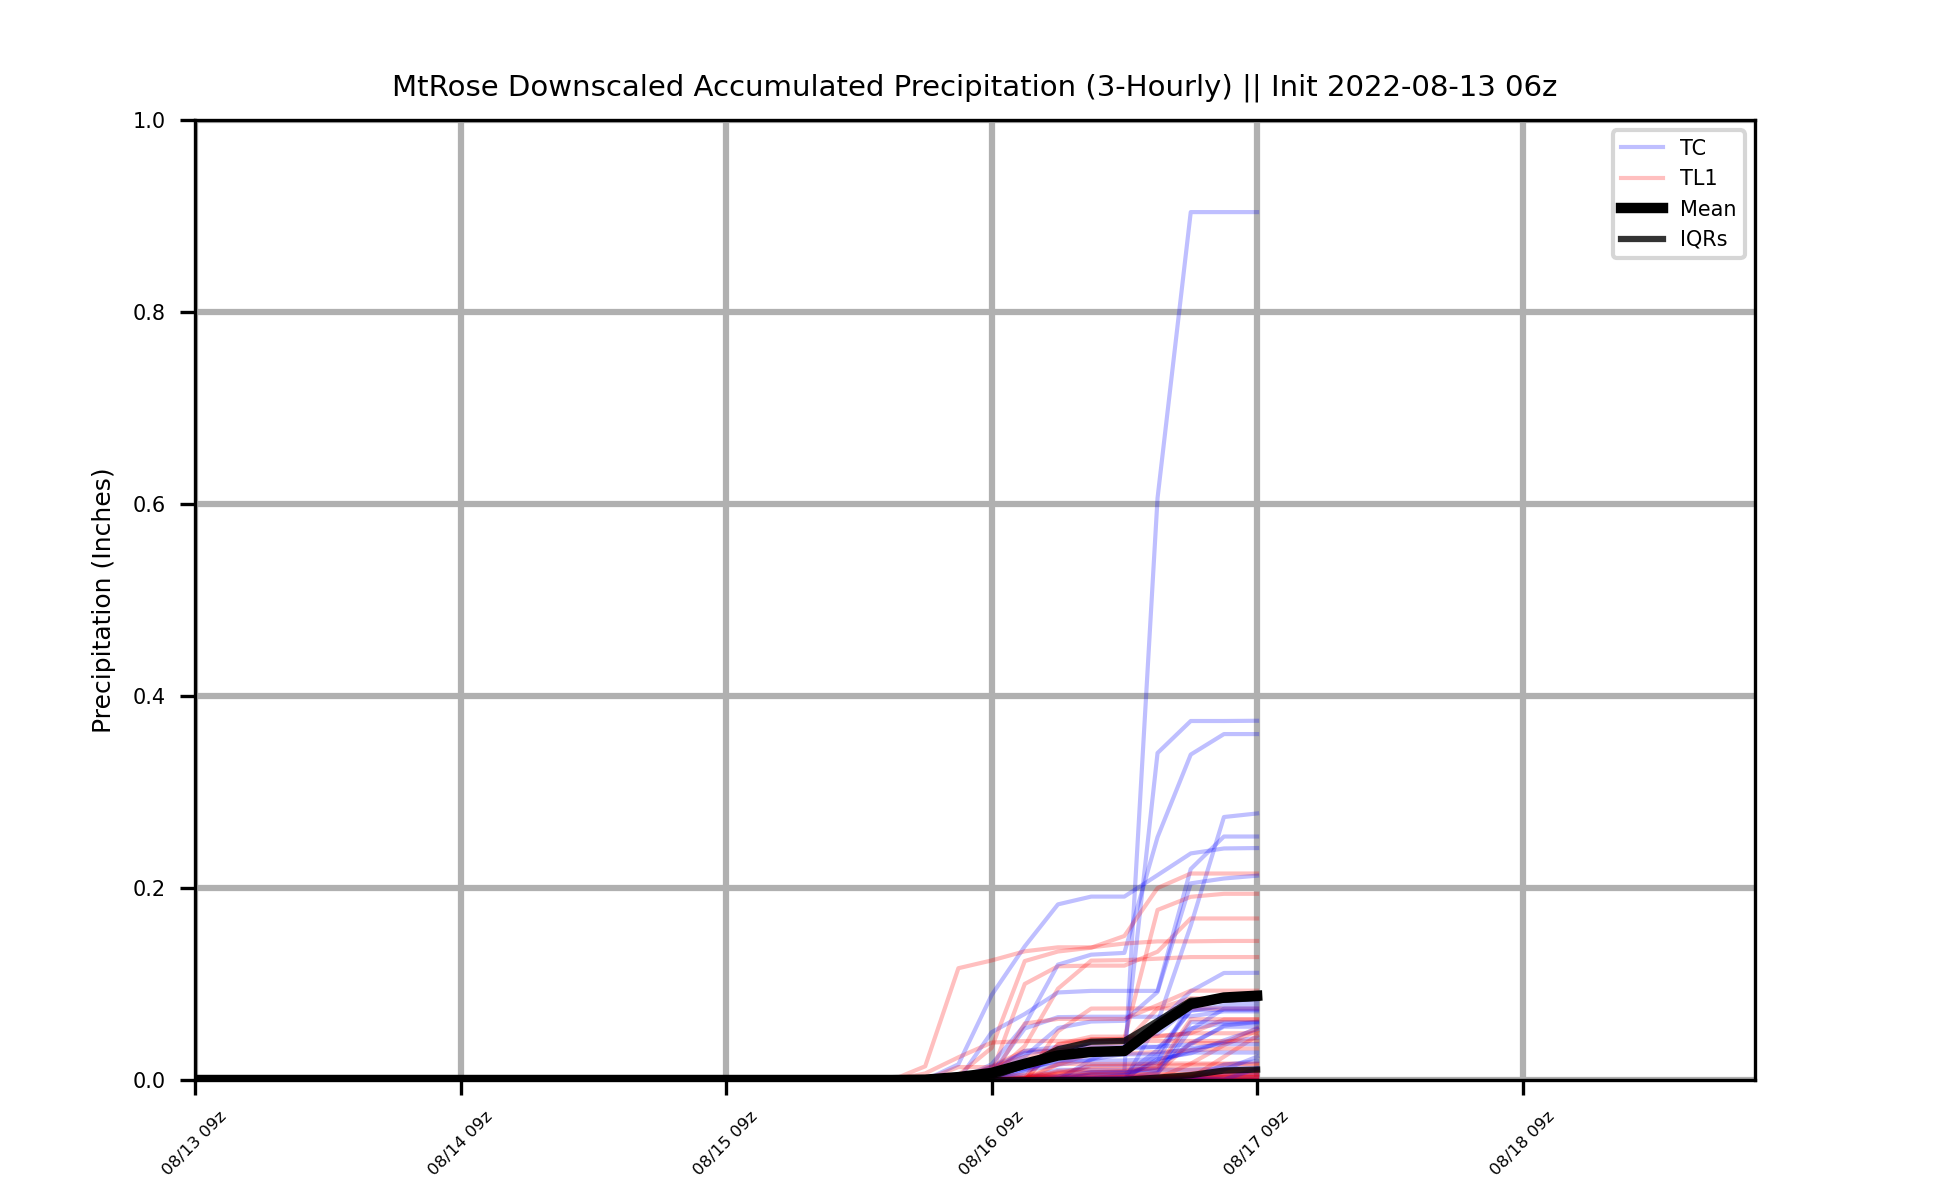 MtRose Downscaled Accumulated Precipitation (3-Hourly) || Init 2022-08-13 06z
1.0
0.8
0.6
0.4
0.2
0.0
Precipitation (Inches)
TC
TL1
Mean
IQRs
08/13 09z
08/14 09z
08/15 09z
08/16 09z
08/17 09z
08/18 09z